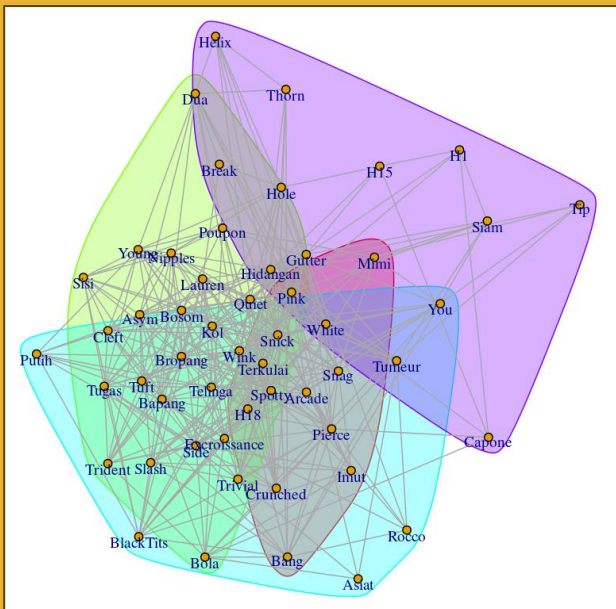 Helix
Dua
Thorn
Break
H15
H1
Hole
Tip
Siam
Poupon
Young
Nipples
Gutter
Mimi
Hidangan
Sisi
Lauren
Quiet
Pink
You
Asym
Bosom
Cleft
Kol
Smck
White
Putih
Bropang
Wink
Terkulai
Tumeur
Snag
Tugas
Tuft
Telinga
Bapang
Spotty
Arcade
H18
Pierce
Side
Capone
Trident
Slash
Imut
Trivial
Crunched
BlackTits
Rocco
Bola
Bang
Asiat